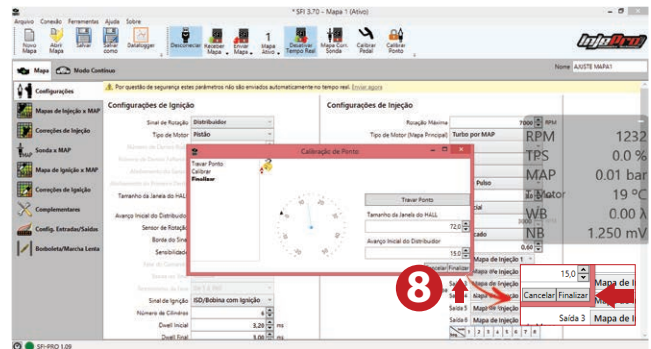 * SFI 3.70 - Mapa 1 (Ativo)
Arquivo Conexão Ferramentas Ajuda Sobre
Novo Mapa
Abrir Mapa
Salvar
Salvar como
Datalogger
Desconectar
Receber Mapa
Enviar Mapa
1 Mapa Ativo
Desativar Tempo Real
Mapa Corr. Sonda
Calibrar Pedal
Calibrar Ponto
InjePro
Mapa
Modo Contínuo
Nome AJUSTE MAPA1
Configurações
Por questão de segurança estes parâmetros não são enviados automaticamente no tempo real. Enviar agora
Mapas de Injeção x MAP
Correções de Injeção
Sonda x MAP
Mapa de Ignição x MAP
Correções de Ignição
Complementares
Config. Entradas/Saídas
Borboleta/Marcha Lenta
Configurações de Ignição
Sinal de Rotação Distribuidor
Tipo de Motor Pistão
Tamanho da Janela do HALL
Avanço Inicial do Distribuidor
Sensor de Rotação
Borda do Sinal
Sensibilidade
Sinal de Ignição ISD/Bobina com Ignição
Número de Cilindros 6
Dwell Inicial 3,20 ms
Dwell Final 3,00 ms
Configurações de Injeção
Rotação Máxima 7000 RPM
Tipo de Motor (Mapa Principal) Turbo por MAP
Pulso
0,60
Mapa de Injeção 1
Saída 3 Mapa de Injeção
Saída 4 Mapa de Injeção
Saída 5 Mapa de Injeção
Saída 6 Mapa de Injeção
1 2 3 4 5 6 7 8
RPM 1232
TPS 0.0 %
MAP 0.01 bar
T.Motor 19 ºC
WB 0.00 λ
NB 1.250 mV
Calibração de Ponto
Travar Ponto
Calibrar
Finalizar
Travar Ponto
Tamanho da Janela do HALL
72,0
Avanço Inicial do Distribuidor
15,0
Cancelar Finalizar
8
15,0
Cancelar Finalizar
Mapa de I
Saída 3 Mapa de I
SFI-PRO 1.09